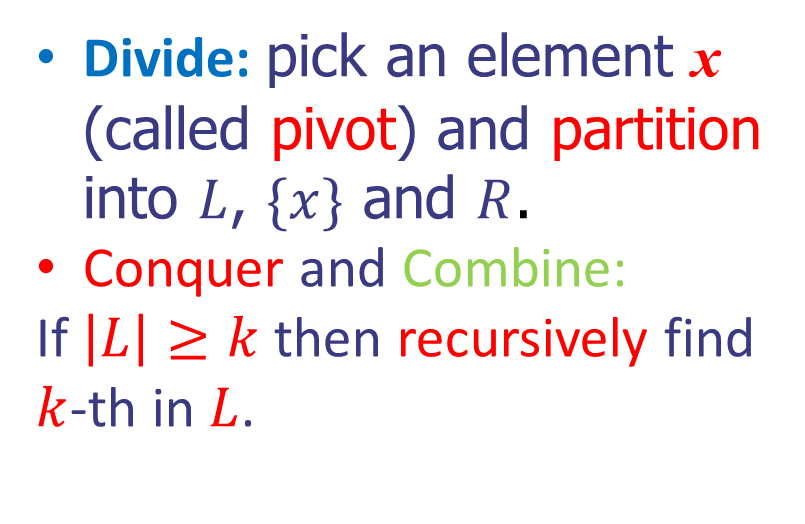 • Divide: pick an element x
(called pivot) and partition
into L, {x} and R.
• Conquer and Combine:
If |L| ≥ k then recursively find
k-th in L.